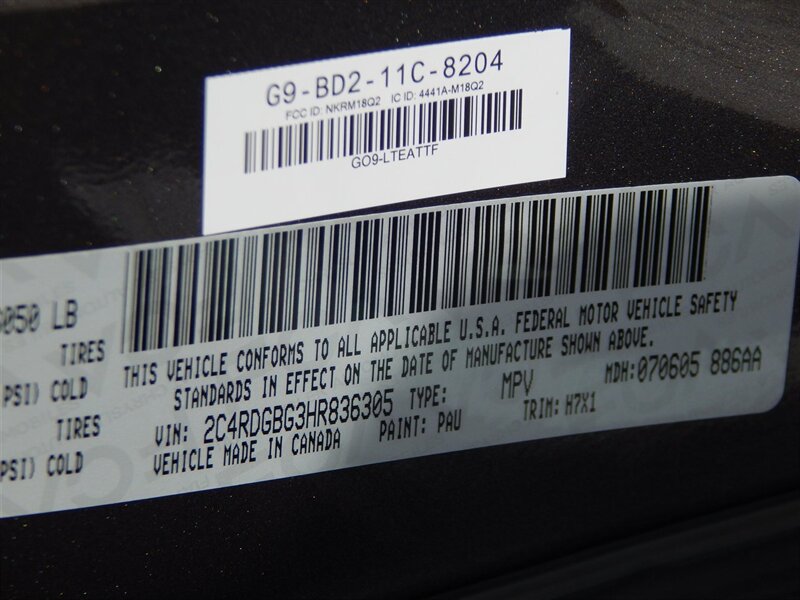 G9-BD2-11C-8204
FCC ID: NKRM18Q2 IC ID: 4441A-M18Q2
GO9-LTEATTF
050 LB
TIRES
THIS VEHICLE CONFORMS TO ALL APPLICABLE U.S.A. FEDERAL MOTOR VEHICLE SAFETY
PSI) COLD
STANDARDS IN EFFECT ON THE DATE OF MANUFACTURE SHOWN ABOVE.
TIRES
VIN: 2C4RDGBG3HR836305 TYPE: MPV MDH:070605 886AA
PSI) COLD
VEHICLE MADE IN CANADA PAINT: PAU TRIM: H7X1